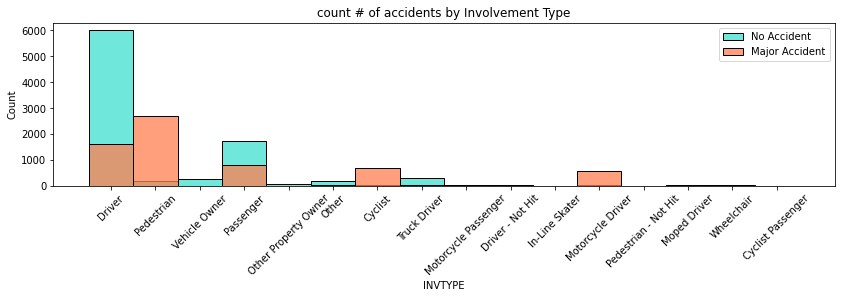 count # of accidents by Involvement Type
No Accident
Major Accident
Count
6000
5000
4000
3000
2000
1000
0
Driver
Pedestrian
Vehicle Owner
Passenger
Other Property Owner
Other
Cyclist
Truck Driver
Motorcycle Passenger
Driver - Not Hit
In-Line Skater
Motorcycle Driver
Pedestrian - Not Hit
Moped Driver
Wheelchair
Cyclist Passenger
INVTYPE